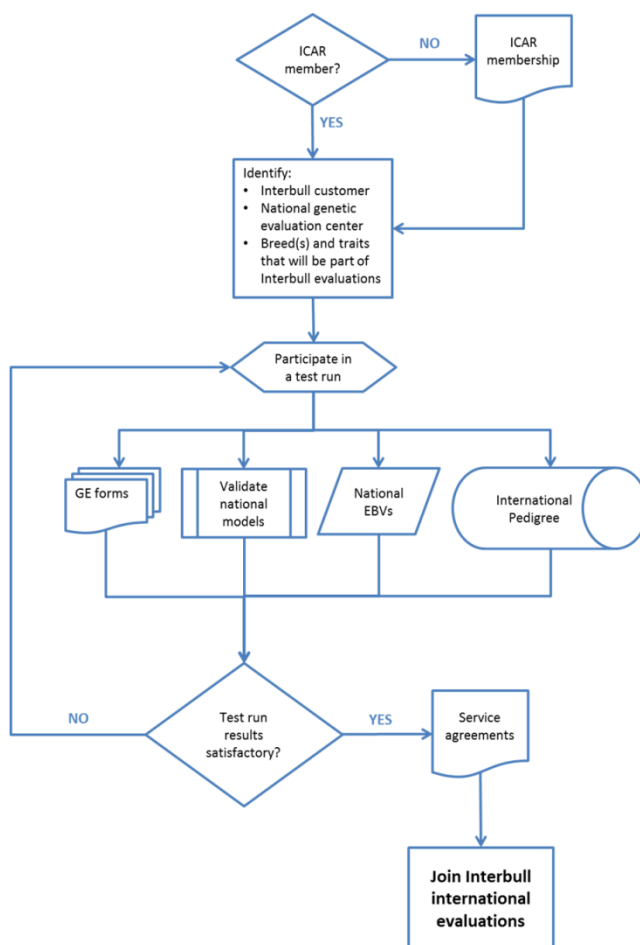 ICAR
member?
NO
ICAR
membership
YES
Identify:
• Interbull customer
• National genetic
evaluation center
• Breed(s) and traits
that will be part of
Interbull evaluations
Participate in
a test run
GE forms
Validate
national
models
National
EBVs
International
Pedigree
NO
Test run
results
satisfactory?
YES
Service
agreements
Join Interbull
international
evaluations